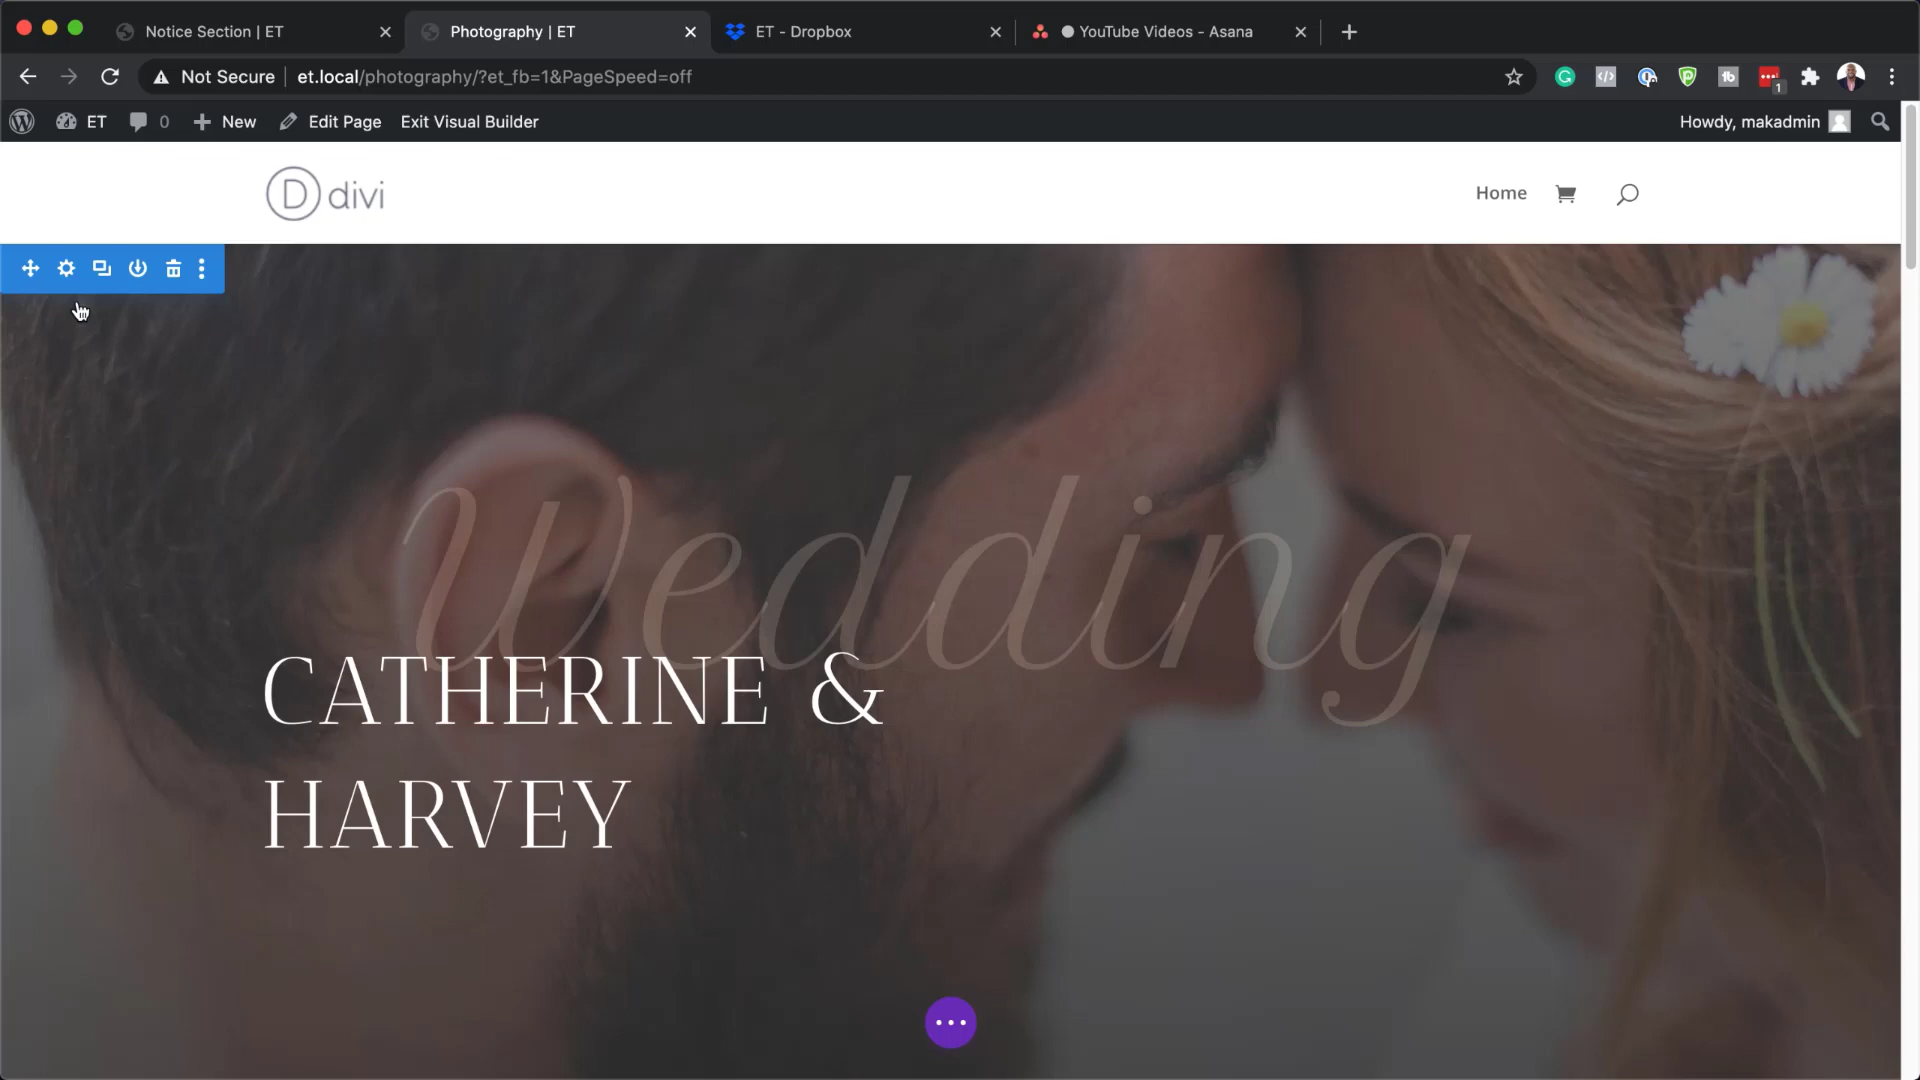 Notice Section | ET
Photography | ET
ET - Dropbox
YouTube Videos - Asana
Not Secure
et.local/photography/?et_fb=1&PageSpeed=off
1
ET
0
New
Edit Page
Exit Visual Builder
Howdy, makadmin
D divi
Home
Wedding
CATHERINE &
HARVEY